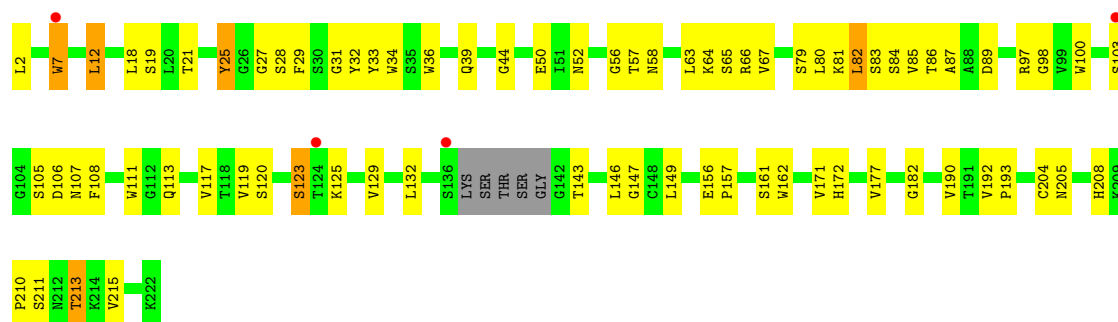 L2 W7 L12 L18 S19 L20 T21 Y25 G26 G27 S28 F29 S30 G31 Y32 Y33 W34 S35 W36 Q39 G44 E50 I51 N52 G56 T57 N58 L63 K64 S65 R66 V67 S79 L80 K81 L82 S83 S84 V85 T86 A87 A88 D89 R97 G98 V99 W100 S103
G104 S105 D106 N107 F108 W111 G112 Q113 V117 T118 V119 S120 S123 T124 K125 V129 L132 S136 LYS SER THR SER GLY G142 T143 L146 G147 C148 L149 E156 P157 S161 W162 V171 H172 V177 G182 V190 T191 V192 P193 C204 N205 H208 K209
P210 S211 N212 T213 K214 V215 K222